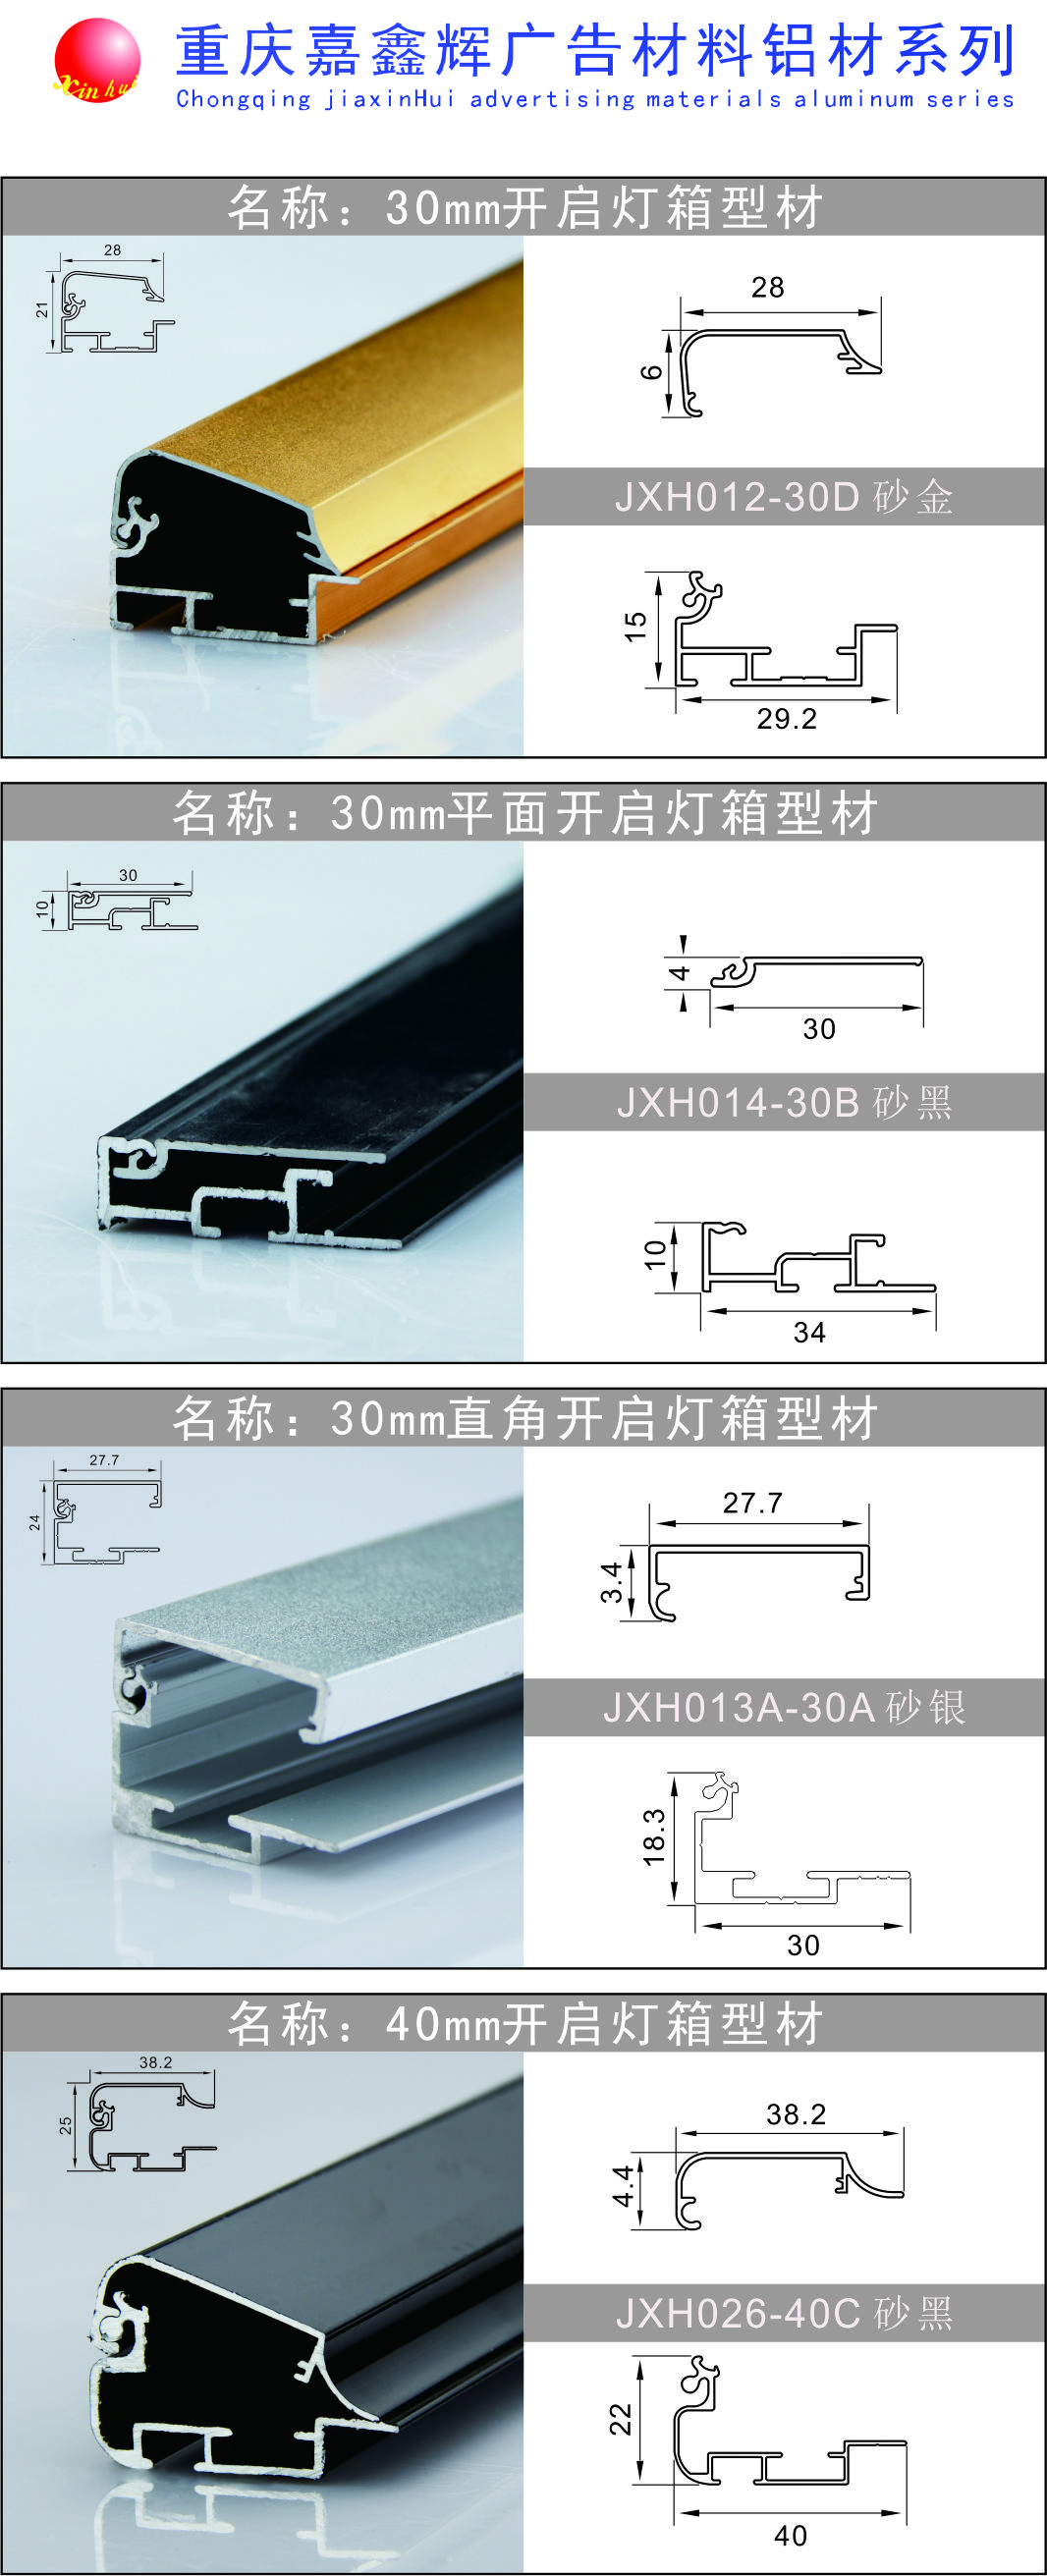 Xin hui
重庆嘉鑫辉广告材料铝材系列
Chongqing jiaxinHui advertising materials aluminum series
名称：30mm开启灯箱型材
28
21
28
6
JXH012-30D 砂金
15
29.2
名称：30mm平面开启灯箱型材
30
10
4
30
JXH014-30B 砂黑
10
34
名称：30mm直角开启灯箱型材
27.7
24
27.7
3.4
JXH013A-30A 砂银
18.3
30
名称：40mm开启灯箱型材
38.2
25
38.2
4.4
JXH026-40C 砂黑
22
40